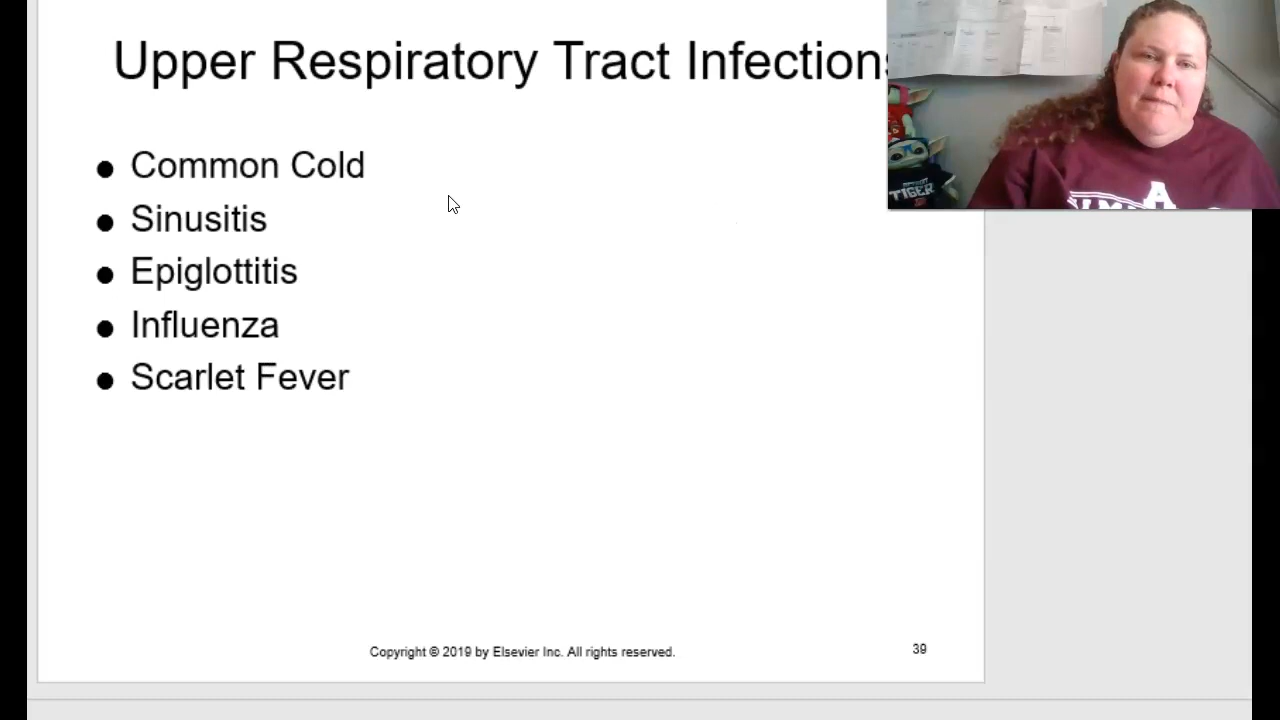 Upper Respiratory Tract Infections
Common Cold
Sinusitis
Epiglottitis
Influenza
Scarlet Fever
Copyright © 2019 by Elsevier Inc. All rights reserved.
39
TIGER
A